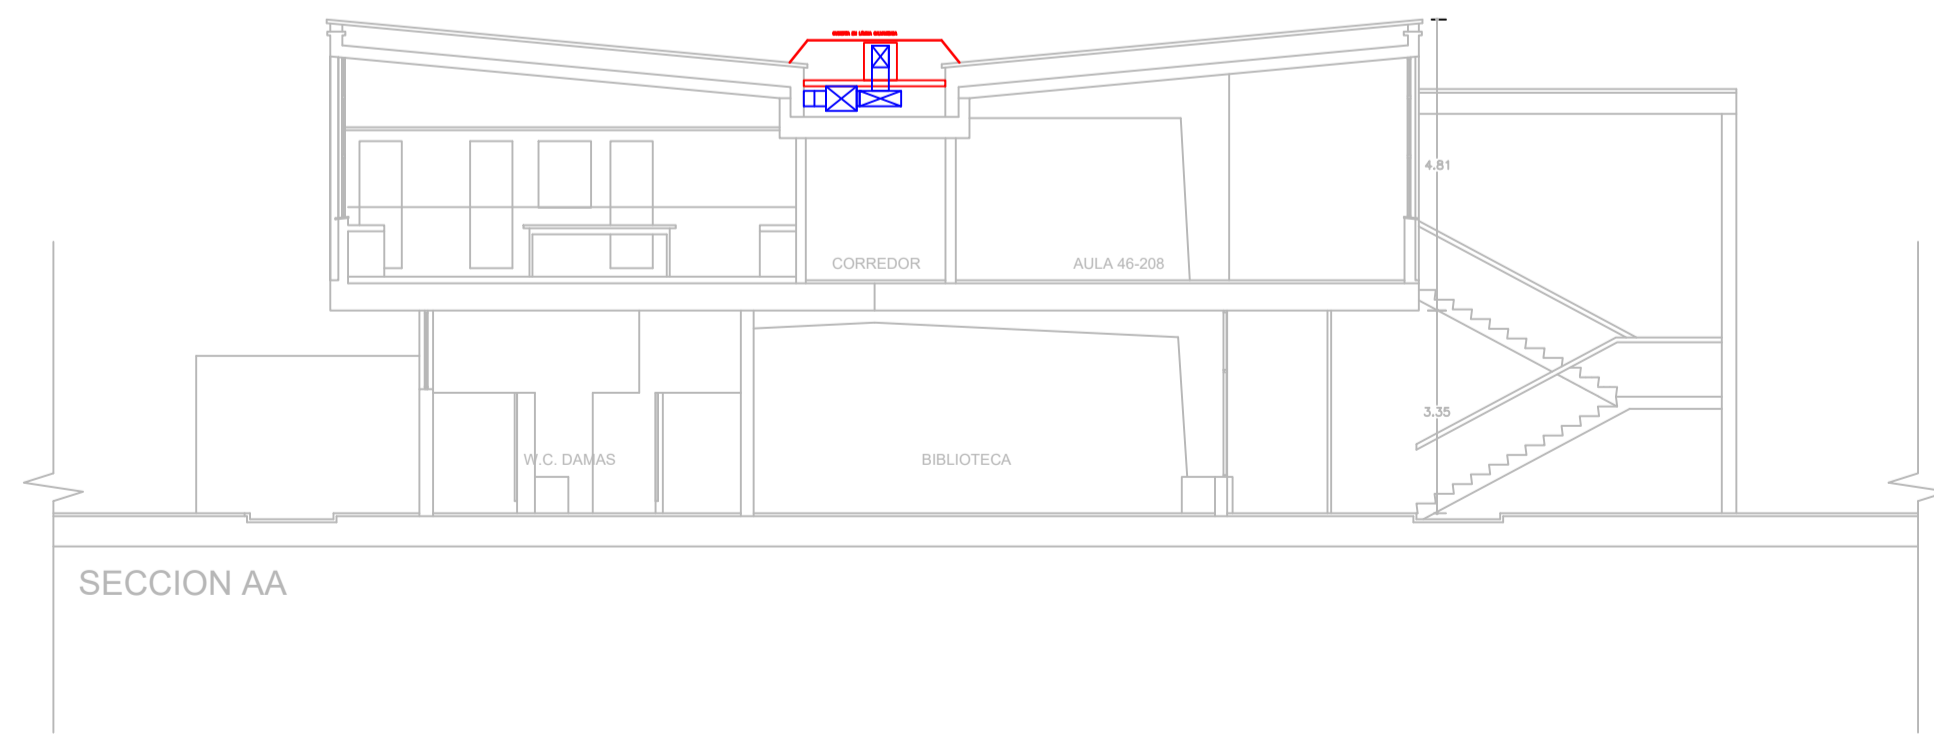 4.81
CORREDOR
AULA 46-208
3.35
W.C. DAMAS
BIBLIOTECA
SECCION AA